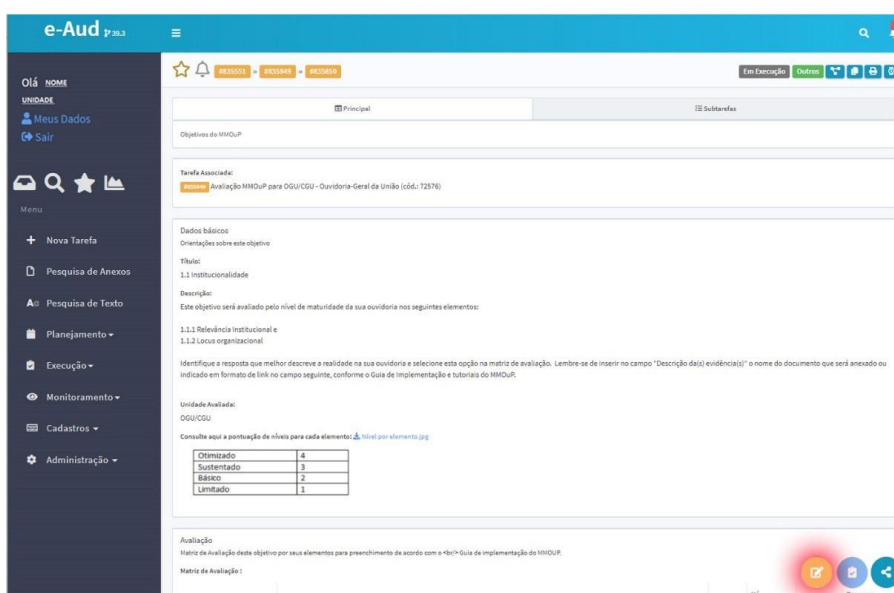 e-Aud 39.3
#835551 » #835949 » #835950
Em Execução Outros
Olá NOME
UNIDADE
Meus Dados
Sair
Menu
Nova Tarefa
Pesquisa de Anexos
Pesquisa de Texto
Planejamento
Execução
Monitoramento
Cadastros
Administração
Principal
Subtarefas
Objetivos do MMOuP
Tarefa Associada:
Avaliação MMOuP para OGU/CGU - Ouvidoria-Geral da União (cód.: 72576)
Dados básicos
Orientações sobre este objetivo
Título:
1.1 Institucionalidade
Descrição:
Este objetivo será avaliado pelo nível de maturidade da sua ouvidoria nos seguintes elementos:
1.1.1 Relevância Institucional e
1.1.2 Locus organizacional
Identifique a resposta que melhor descreve a realidade na sua ouvidoria e selecione esta opção na matriz de avaliação. Lembre-se de inserir no campo "Descrição da(s) evidência(s)" o nome do documento que será anexado ou
indicado em formato de link no campo seguinte, conforme o Guia de Implementação e tutoriais do MMOuP.
Unidade Avaliada:
OGU/CGU
Consulte aqui a pontuação de níveis para cada elemento: Nível por elemento.jpg
Otimizado 4
Sustentado 3
Básico 2
Limitado 1
Avaliação
Matriz de Avaliação deste objetivo por seus elementos para preenchimento de acordo com o <br/> Guia de implementação do MMOUP.
Matriz de Avaliação :